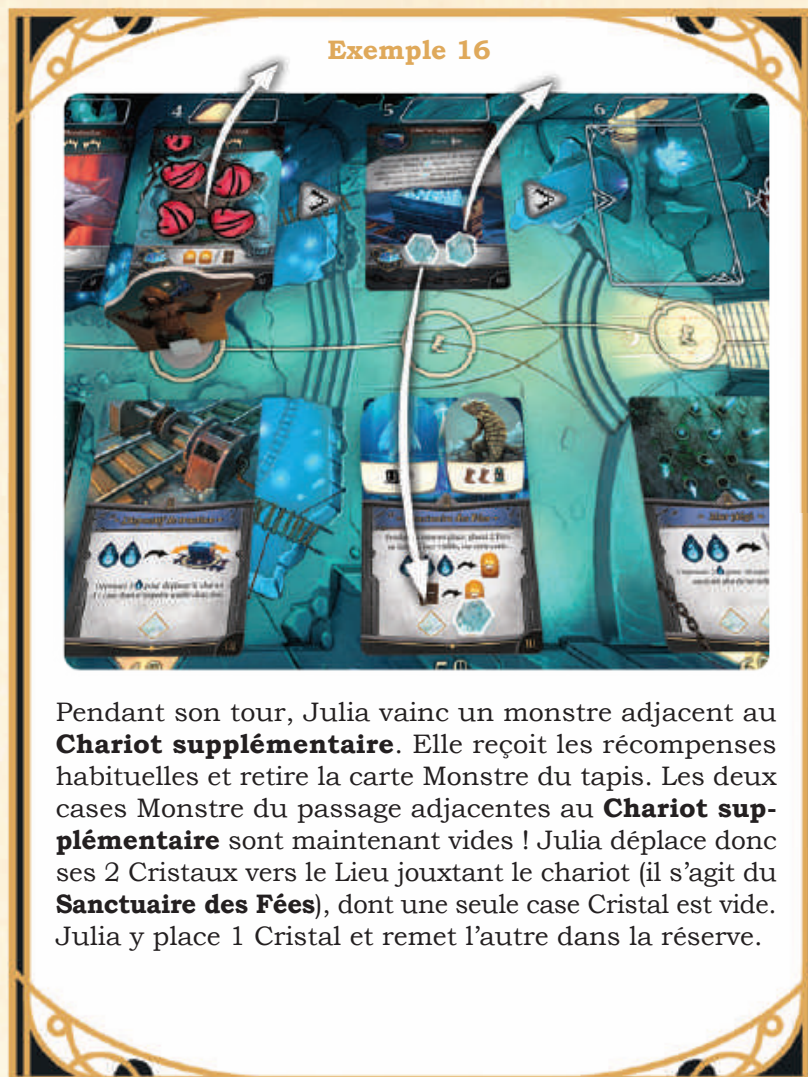 Exemple 16
4
5
6
Pendant son tour, Julia vainc un monstre adjacent au
Chariot supplémentaire. Elle reçoit les récompenses
habituelles et retire la carte Monstre du tapis. Les deux
cases Monstre du passage adjacentes au Chariot sup-
plémentaire sont maintenant vides ! Julia déplace donc
ses 2 Cristaux vers le Lieu jouxtant le chariot (il s’agit du
Sanctuaire des Fées), dont une seule case Cristal est vide.
Julia y place 1 Cristal et remet l’autre dans la réserve.